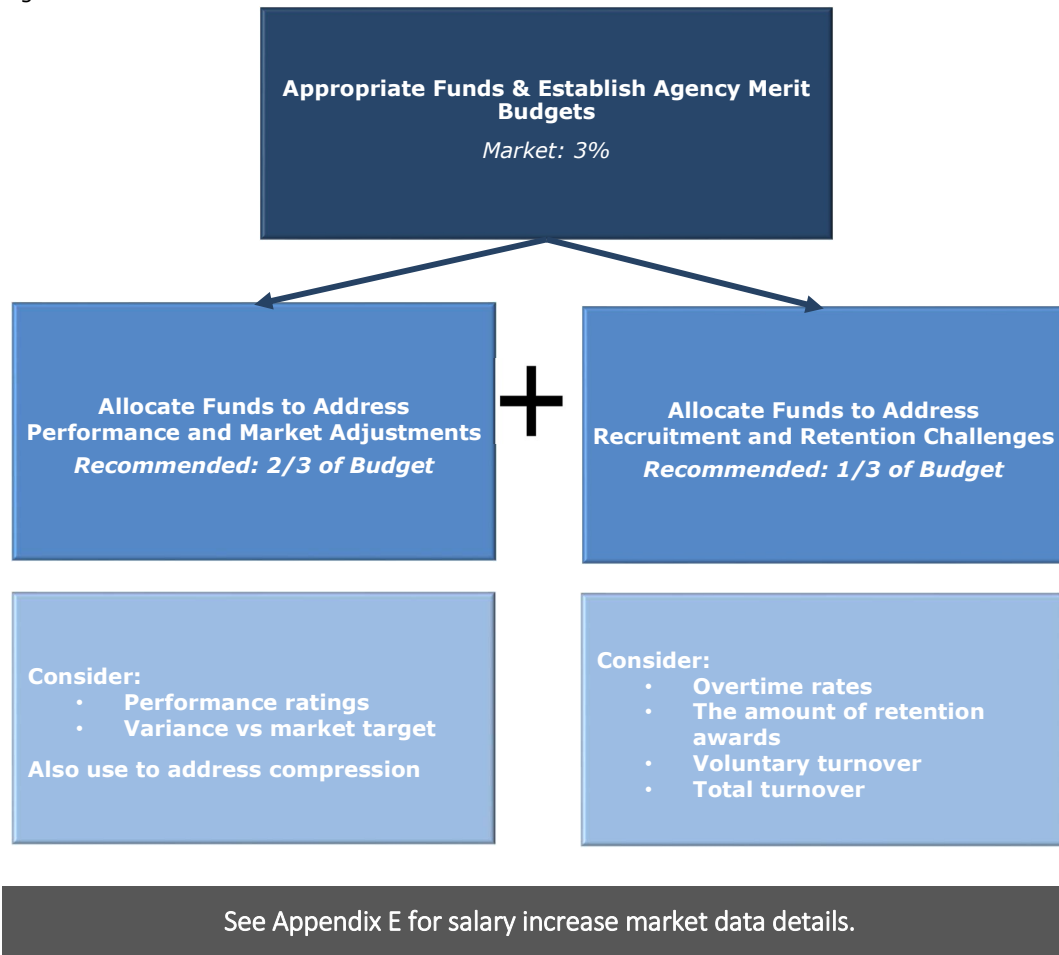 Appropriate Funds & Establish Agency Merit
Budgets
Market: 3%
Allocate Funds to Address
Performance and Market Adjustments
Recommended: 2/3 of Budget
+
Allocate Funds to Address
Recruitment and Retention Challenges
Recommended: 1/3 of Budget
Consider:
• Performance ratings
• Variance vs market target
Also use to address compression
Consider:
• Overtime rates
• The amount of retention
awards
• Voluntary turnover
• Total turnover
See Appendix E for salary increase market data details.